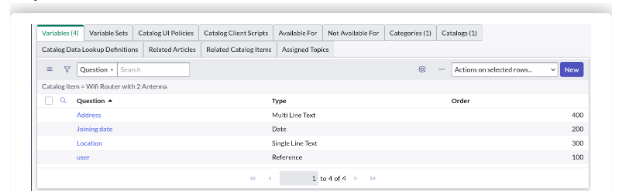 Variables (4) Variable Sets Catalog UI Policies Catalog Client Scripts Available For Not Available For Categories (1) Catalogs (1)
Catalog Data Lookup Definitions Related Articles Related Catalog Items Assigned Topics
Question Search Actions on selected rows... New
Catalog item = Wifi Router with 2 Antenna
Question Type Order
Address Multi Line Text 400
Joining date Date 200
Location Single Line Text 300
user Reference 100
1 to 4 of 4